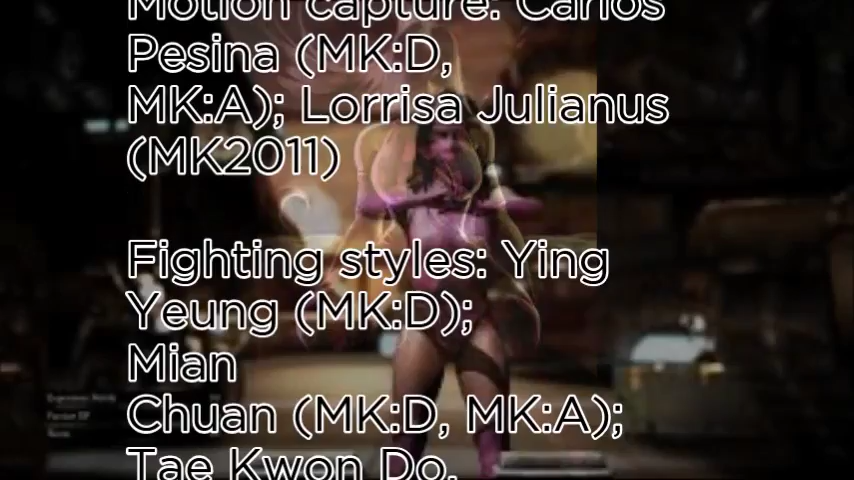 Motion capture: Carlos
Pesina (MK:D,
MK:A); Lorrisa Julianus
(MK2011)
Fighting styles: Ying
Yeung (MK:D);
Mian
Chuan (MK:D, MK:A);
Tae Kwon Do.